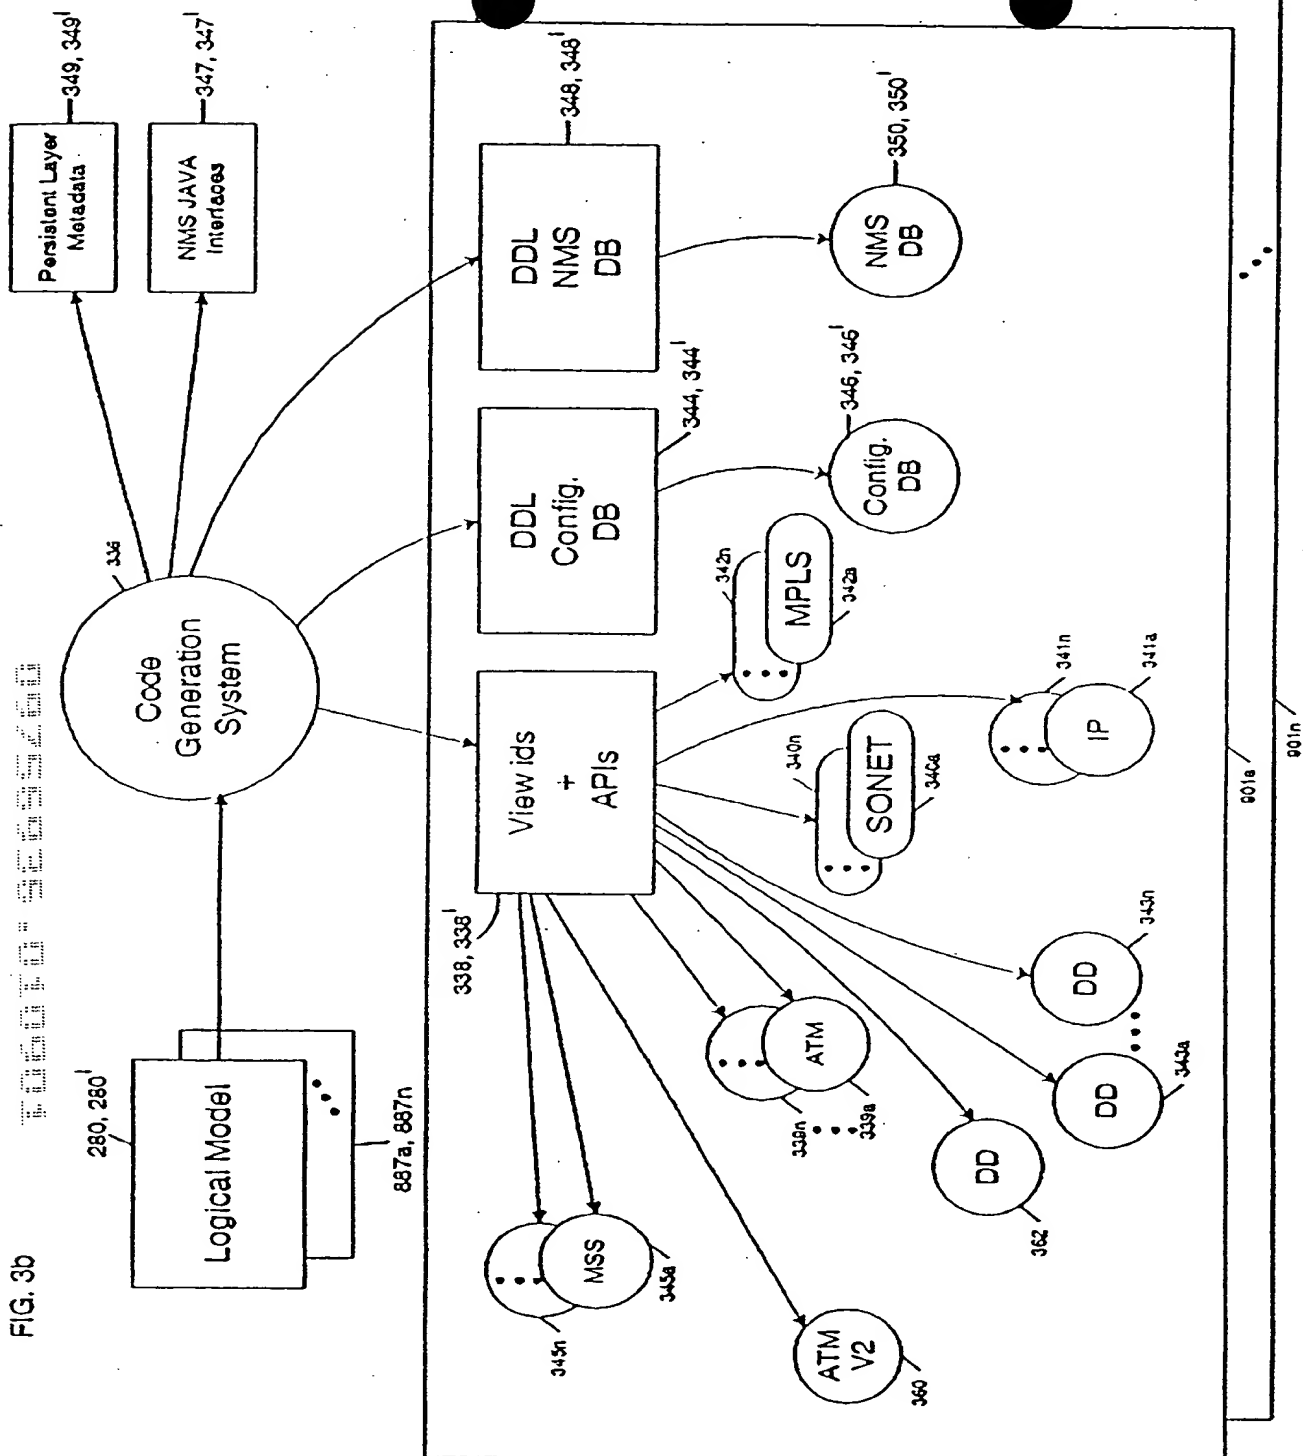 FIG. 3b
280, 280'
Logical Model
887a, 887n
Code
Generation
System
336
Persistent Layer
Metadata
349, 349'
NMS JAVA
Interfaces
347, 347'
338, 338'
View ids
+
APIs
DDL
Config.
DB
344, 344'
DDL
NMS
DB
348, 348'
345n
MSS
345a
ATM
V2
360
339n
ATM
339a
DD
362
DD
343a
DD
343n
340n
SONET
340a
341n
IP
341a
342n
MPLS
342a
Config.
DB
346, 346'
NMS
DB
350, 350'
901a
901n